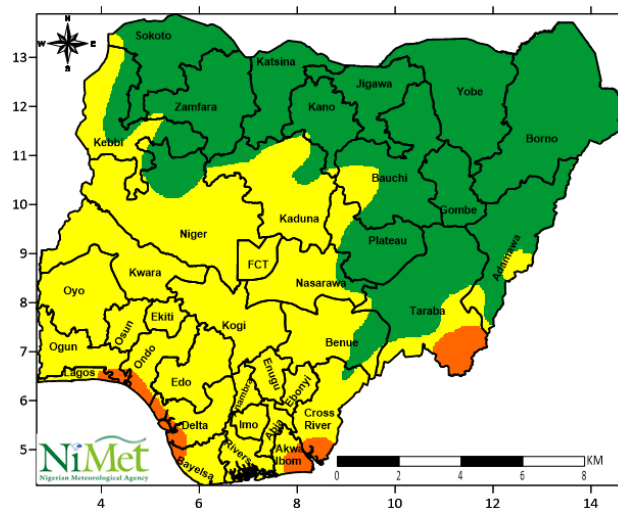 N
W E
S
13
12
11
10
9
8
7
6
5
Sokoto
Katsina
Jigawa
Yobe
Zamfara
Kano
Borno
Kebbi
Bauchi
Kaduna
Gombe
Niger
Plateau
Adamawa
FCT
Kwara
Nasarawa
Oyo
Taraba
Ekiti
Osun
Kogi
Benue
Ogun
Ondo
Enugu
Lagos
Edo
Ebonyi
Anambra
Cross
River
Delta
Imo
Abia
Akwa
Ibom
Rivers
Bayelsa
NiMet
Nigerian Meteorological Agency
KM
0 2 4 6 8
4 6 8 10 12 14